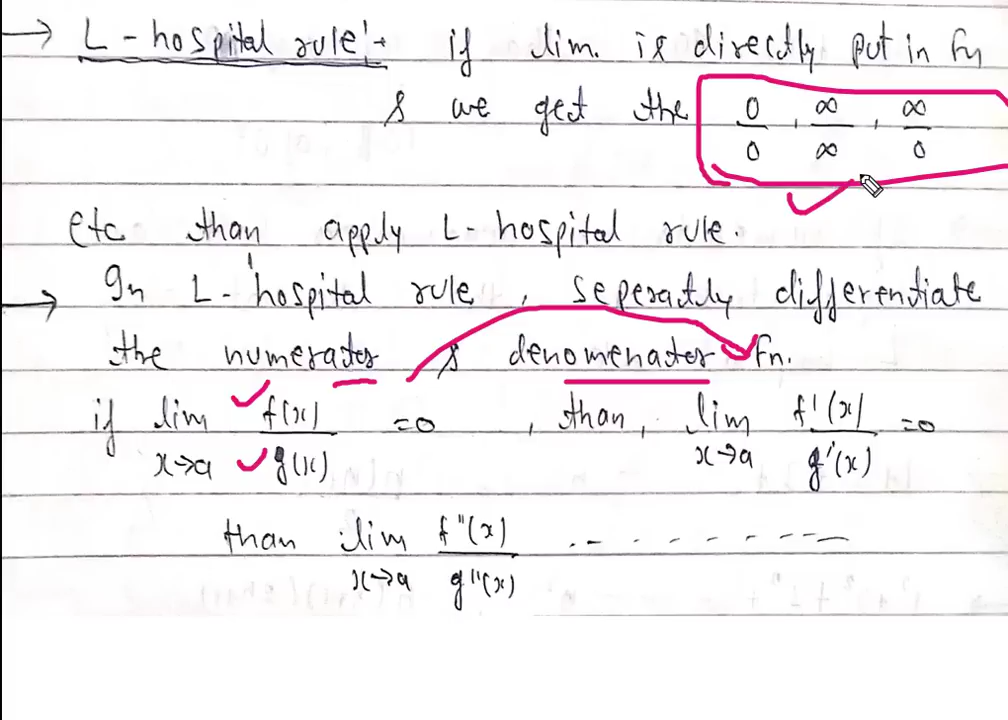 → L-hospital rule :- if lim. is directly put in Fn
& we get the 0/0 , ∞/∞ , ∞/0
etc than apply L-hospital rule.
→ In L-hospital rule, seperactly differentiate
the numerator & denomenator Fn.
if lim x→a f(x)/g(x) =0 , than, lim x→a f'(x)/g'(x) =0
than lim x→a f''(x)/g''(x) .. - - - - - - -